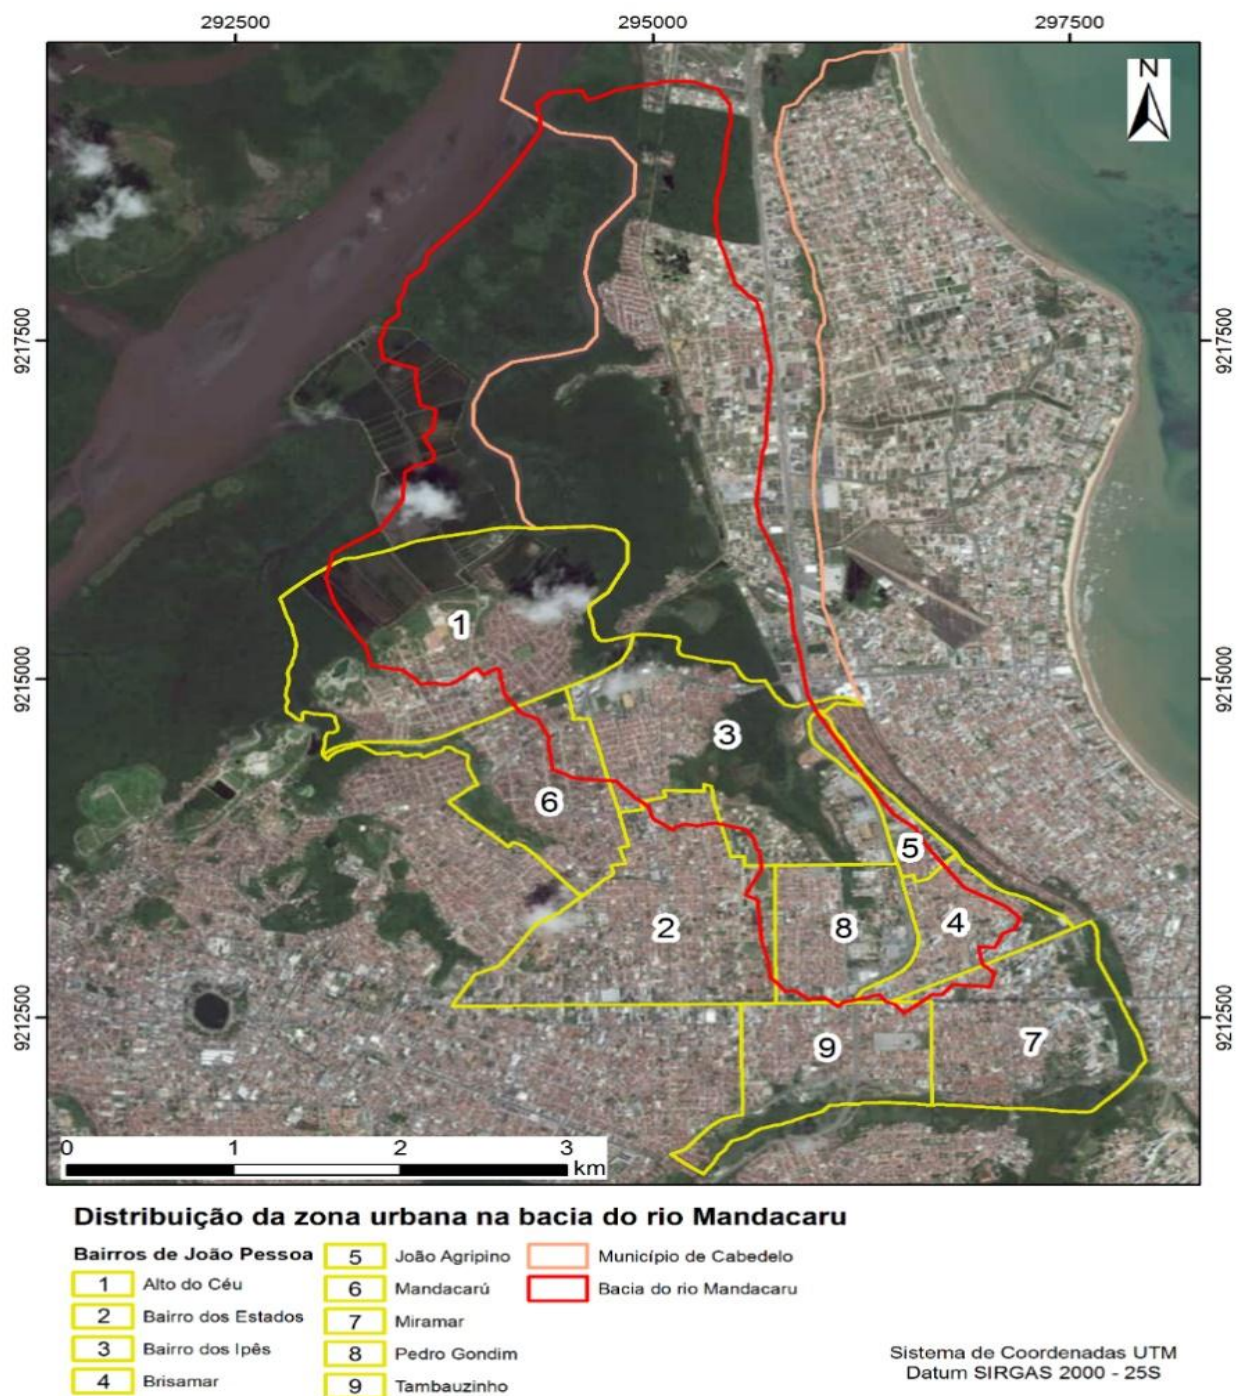 292500 295000 297500
N
9217500 9217500
1
9215000 9215000
3
6
5
2 8 4
9212500 9212500
9 7
0 1 2 3
km
Distribuição da zona urbana na bacia do rio Mandacaru
Bairros de João Pessoa
1 Alto do Céu
2 Bairro dos Estados
3 Bairro dos Ipês
4 Brisamar
5 João Agripino
6 Mandacarú
7 Miramar
8 Pedro Gondim
9 Tambauzinho
Município de Cabedelo
Bacia do rio Mandacaru
Sistema de Coordenadas UTM
Datum SIRGAS 2000 - 25S